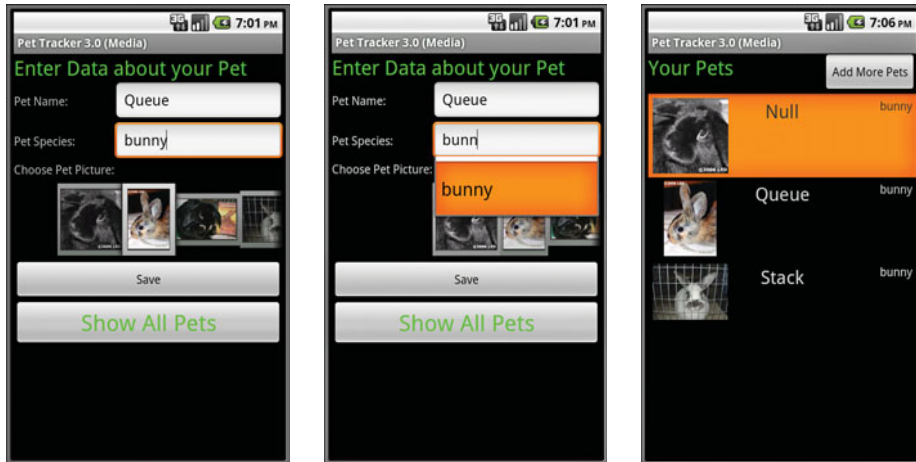 7:01 PM
Pet Tracker 3.0 (Media)
Enter Data about your Pet
Pet Name: Queue
Pet Species: bunny
Choose Pet Picture:
Save
Show All Pets
7:01 PM
Pet Tracker 3.0 (Media)
Enter Data about your Pet
Pet Name: Queue
Pet Species: bunn
Choose Pet Picture:
bunny
Save
Show All Pets
7:06 PM
Pet Tracker 3.0 (Media)
Your Pets Add More Pets
Null bunny
Queue bunny
Stack bunny